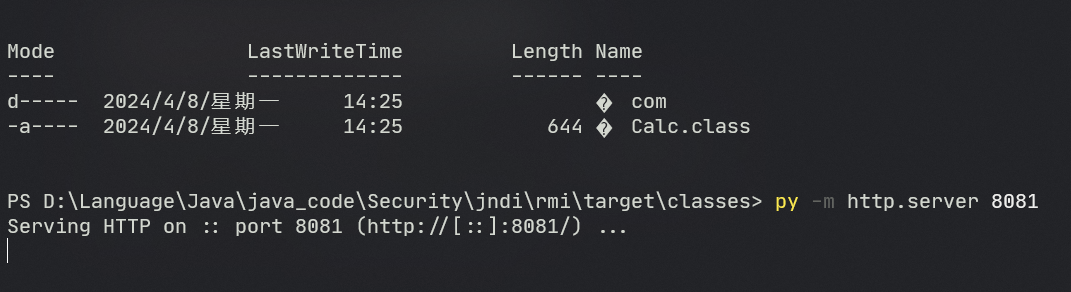 Mode                 LastWriteTime         Length Name
----                 -------------         ------ ----
d-----  2024/4/8/星期一     14:25                �  com
-a----  2024/4/8/星期一     14:25            644 �  Calc.class
PS D:\Language\Java\java_code\Security\jndi\rmi\target\classes> py -m http.server 8081
Serving HTTP on :: port 8081 (http://[::]:8081/) ...